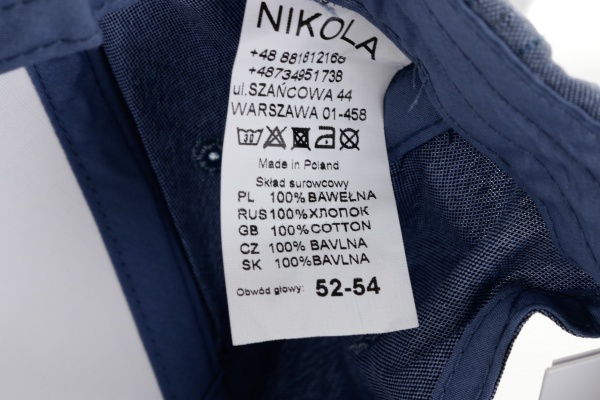 NIKOLA
+48 881812166
+48734951738
ul.SZAŃCOWA 44
WARSZAWA 01-458
Made in Poland
Skład surowcowy
PL 100%BAWEŁNA
RUS 100%ХЛОПОК
GB 100%COTTON
CZ 100%BAVLNA
SK 100%BAVLNA
Obwód głowy: 52-54